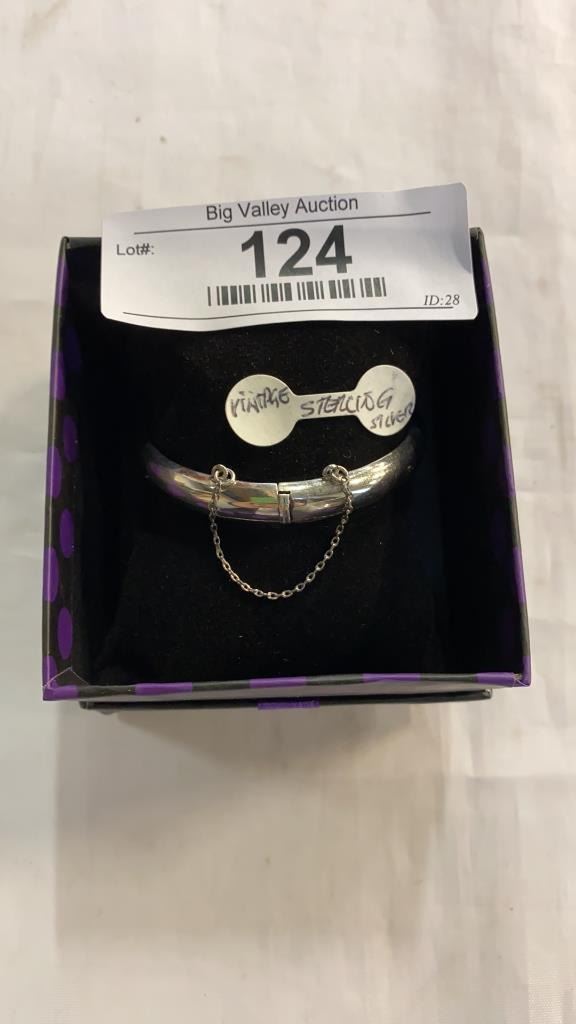 Big Valley Auction
Lot#:
124
ID:28
VINTAGE STERLING
SILVER